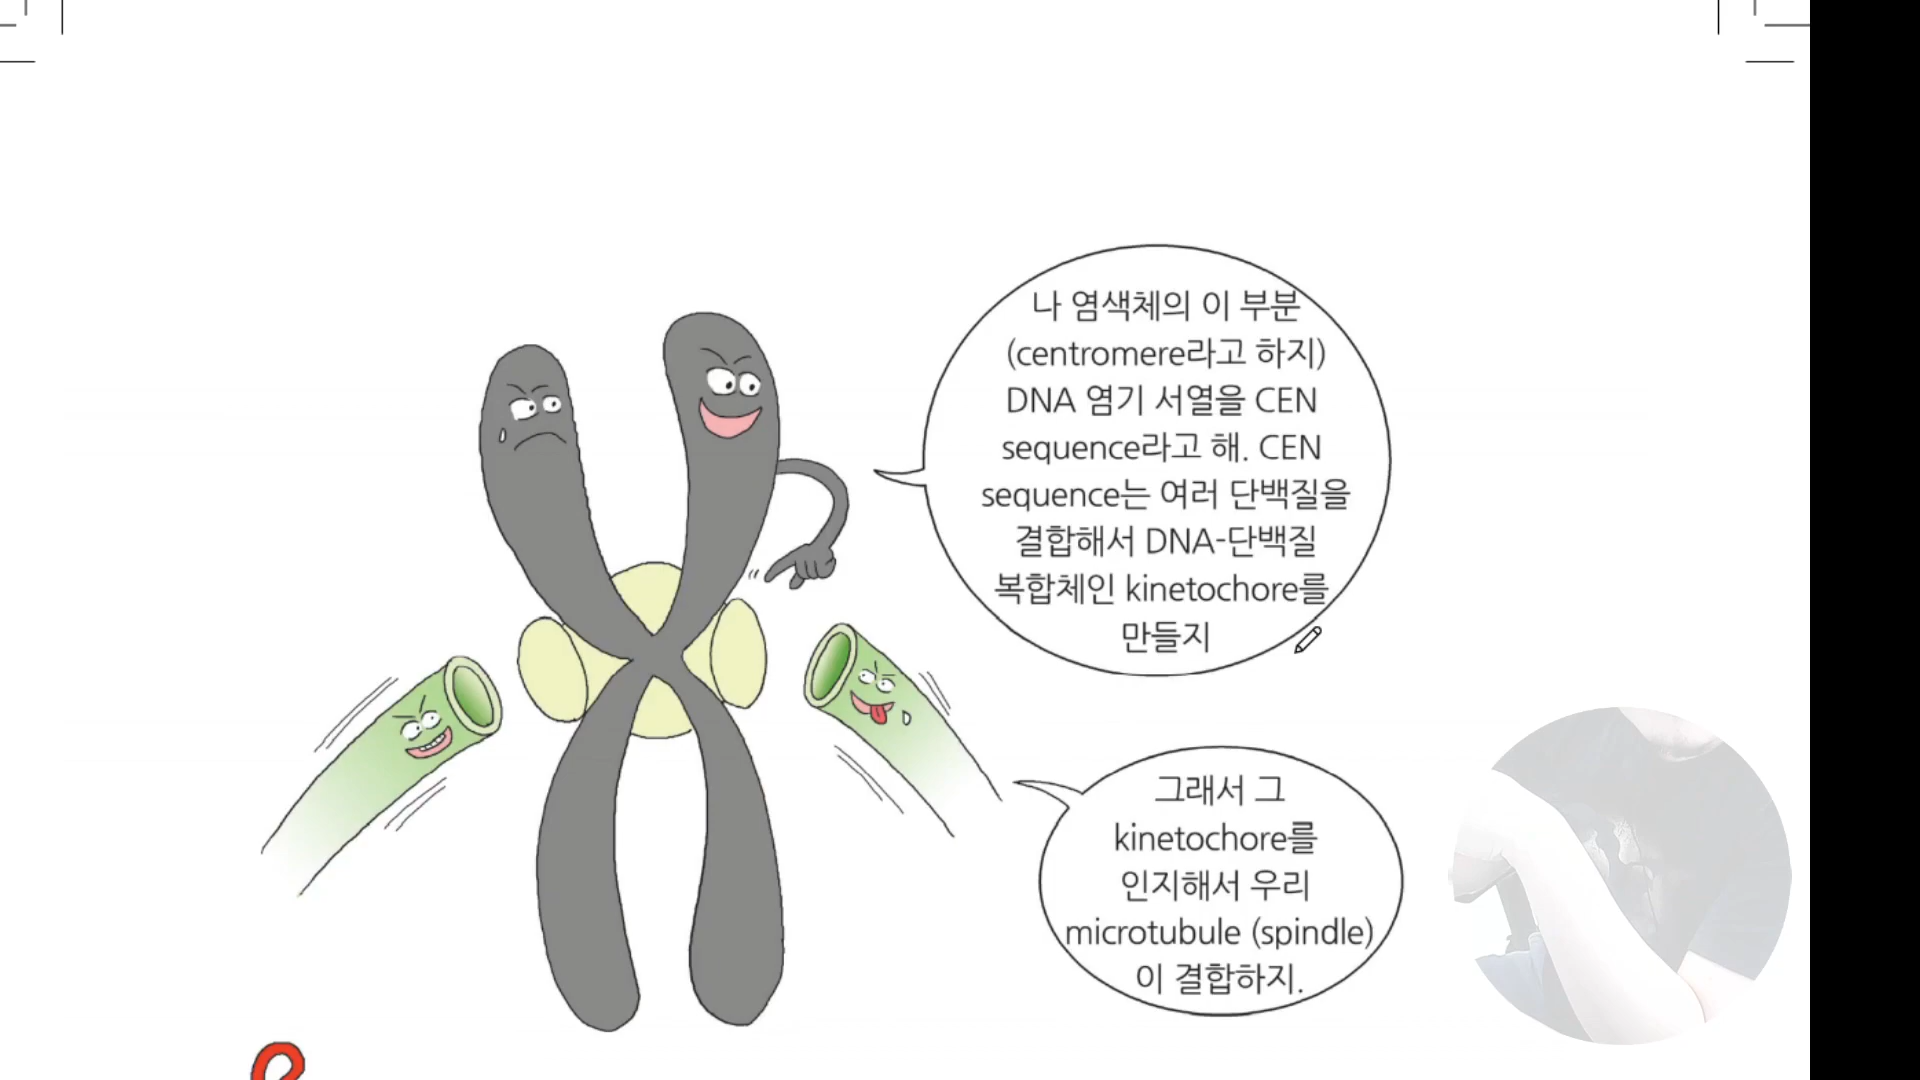 나 염색체의 이 부분
(centromere라고 하지)
DNA 염기 서열을 CEN
sequence라고 해. CEN
sequence는 여러 단백질을
결합해서 DNA-단백질
복합체인 kinetochore를
만들지
그래서 그
kinetochore를
인지해서 우리
microtubule (spindle)
이 결합하지.